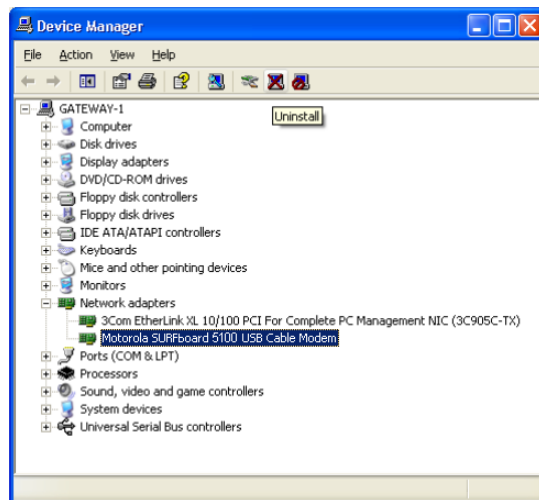 Device Manager
File Action View Help
Uninstall
GATEWAY-1
Computer
Disk drives
Display adapters
DVD/CD-ROM drives
Floppy disk controllers
Floppy disk drives
IDE ATA/ATAPI controllers
Keyboards
Mice and other pointing devices
Monitors
Network adapters
3Com EtherLink XL 10/100 PCI For Complete PC Management NIC (3C905C-TX)
Motorola SURFboard 5100 USB Cable Modem
Ports (COM & LPT)
Processors
Sound, video and game controllers
System devices
Universal Serial Bus controllers